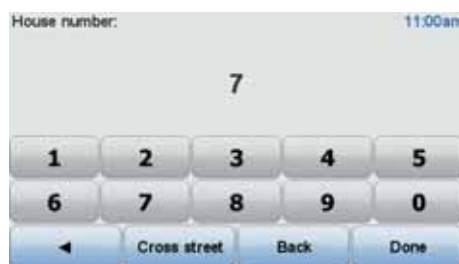 House number: 11:00am
7
1 2 3 4 5
6 7 8 9 0
◄ Cross street Back Done